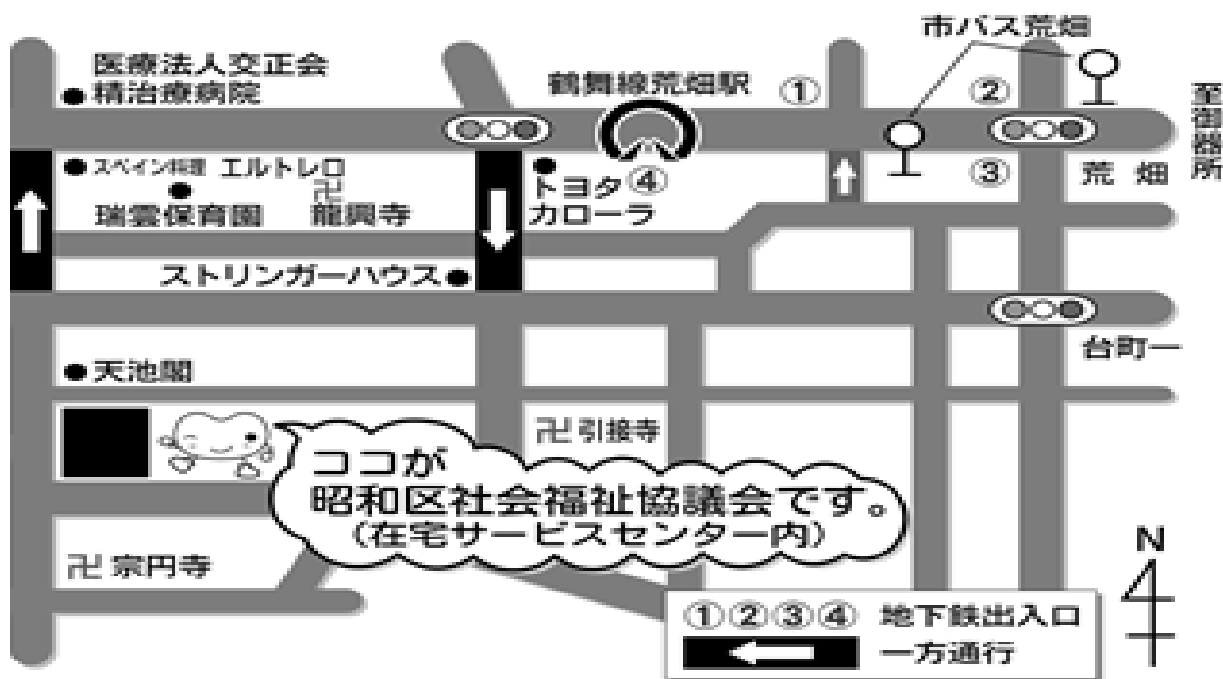 市バス荒畑
医療法人交正会
精治療病院
鶴舞線荒畑駅
①
②
至御器所
スペイン料理 エルトレロ
トヨタ
カローラ
④
③
荒畑
瑞雲保育園
卍
龍興寺
ストリンガーハウス
台町一
天池閣
卍 引接寺
ココが
昭和区社会福祉協議会です。
(在宅サービスセンター内)
卍 宗円寺
N
①②③④ 地下鉄出入口
一方通行